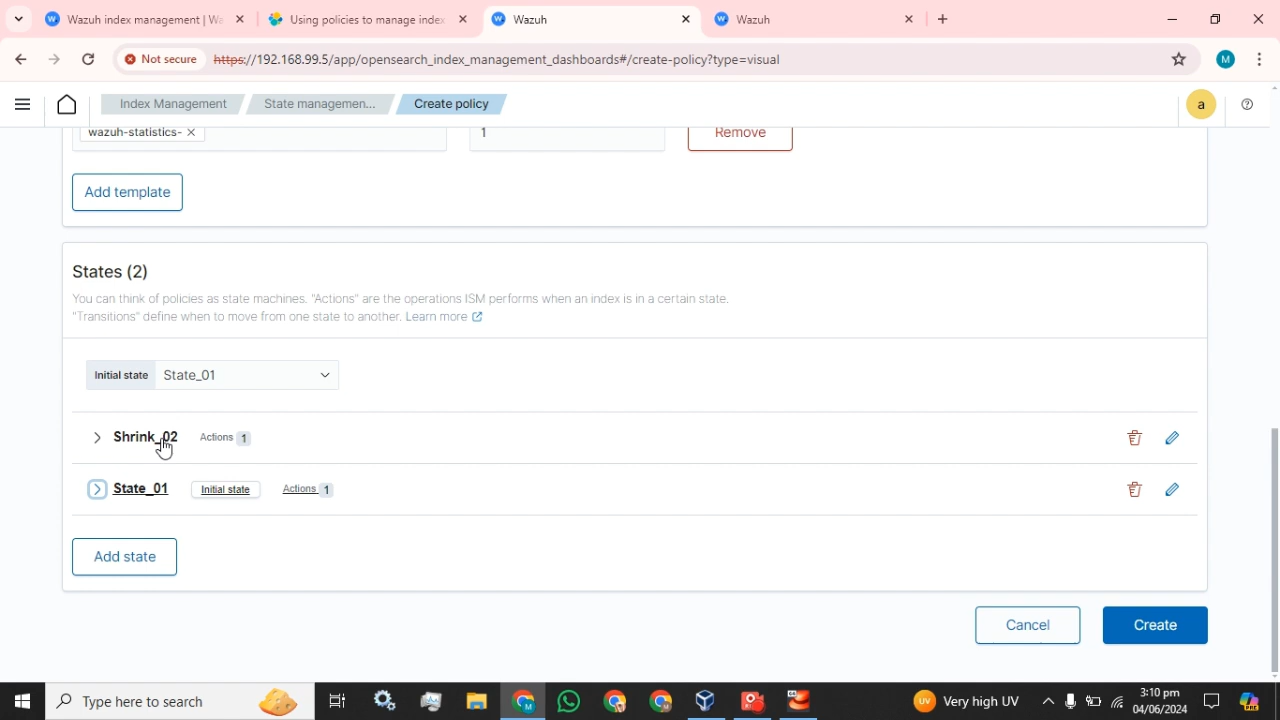 Wazuh index management | Wa
Using policies to manage index
Wazuh
Wazuh
Not secure
https://192.168.99.5/app/opensearch_index_management_dashboards#/create-policy?type=visual
M
Index Management
State managemen...
Create policy
a
wazuh-statistics-
1
Remove
Add template
States (2)
You can think of policies as state machines. "Actions" are the operations ISM performs when an index is in a certain state.
"Transitions" define when to move from one state to another. Learn more
Initial state State_01
Shrink_02 Actions 1
State_01 Initial state Actions 1
Add state
Cancel
Create
Type here to search
UV
Very high UV
3:10 pm
04/06/2024